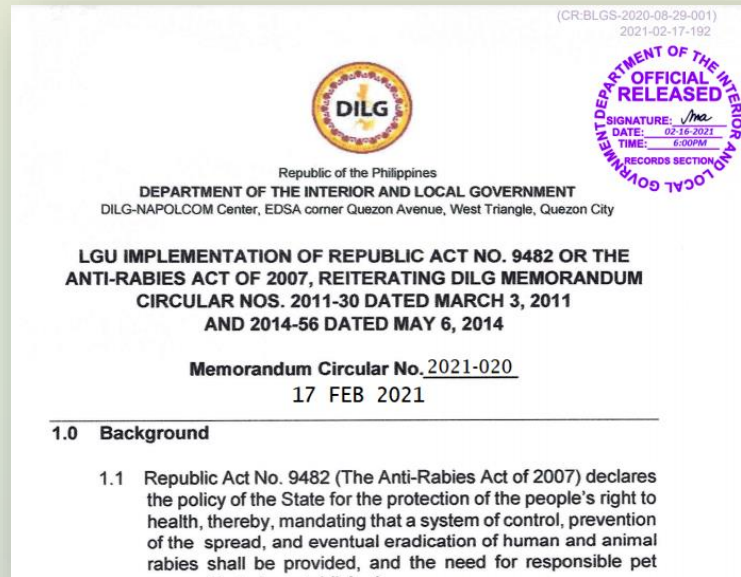 (CR:BLGS-2020-08-29-001)
2021-02-17-192
DEPARTMENT OF THE INTERIOR AND LOCAL GOVERNMENT
OFFICIAL
RELEASED
SIGNATURE:
DATE: 02-16-2021
TIME: 6:00PM
RECORDS SECTION
DILG
Republic of the Philippines
DEPARTMENT OF THE INTERIOR AND LOCAL GOVERNMENT
DILG-NAPOLCOM Center, EDSA corner Quezon Avenue, West Triangle, Quezon City
LGU IMPLEMENTATION OF REPUBLIC ACT NO. 9482 OR THE
ANTI-RABIES ACT OF 2007, REITERATING DILG MEMORANDUM
CIRCULAR NOS. 2011-30 DATED MARCH 3, 2011
AND 2014-56 DATED MAY 6, 2014
Memorandum Circular No. 2021-020
17 FEB 2021
1.0 Background
1.1 Republic Act No. 9482 (The Anti-Rabies Act of 2007) declares
the policy of the State for the protection of the people's right to
health, thereby, mandating that a system of control, prevention
of the spread, and eventual eradication of human and animal
rabies shall be provided, and the need for responsible pet